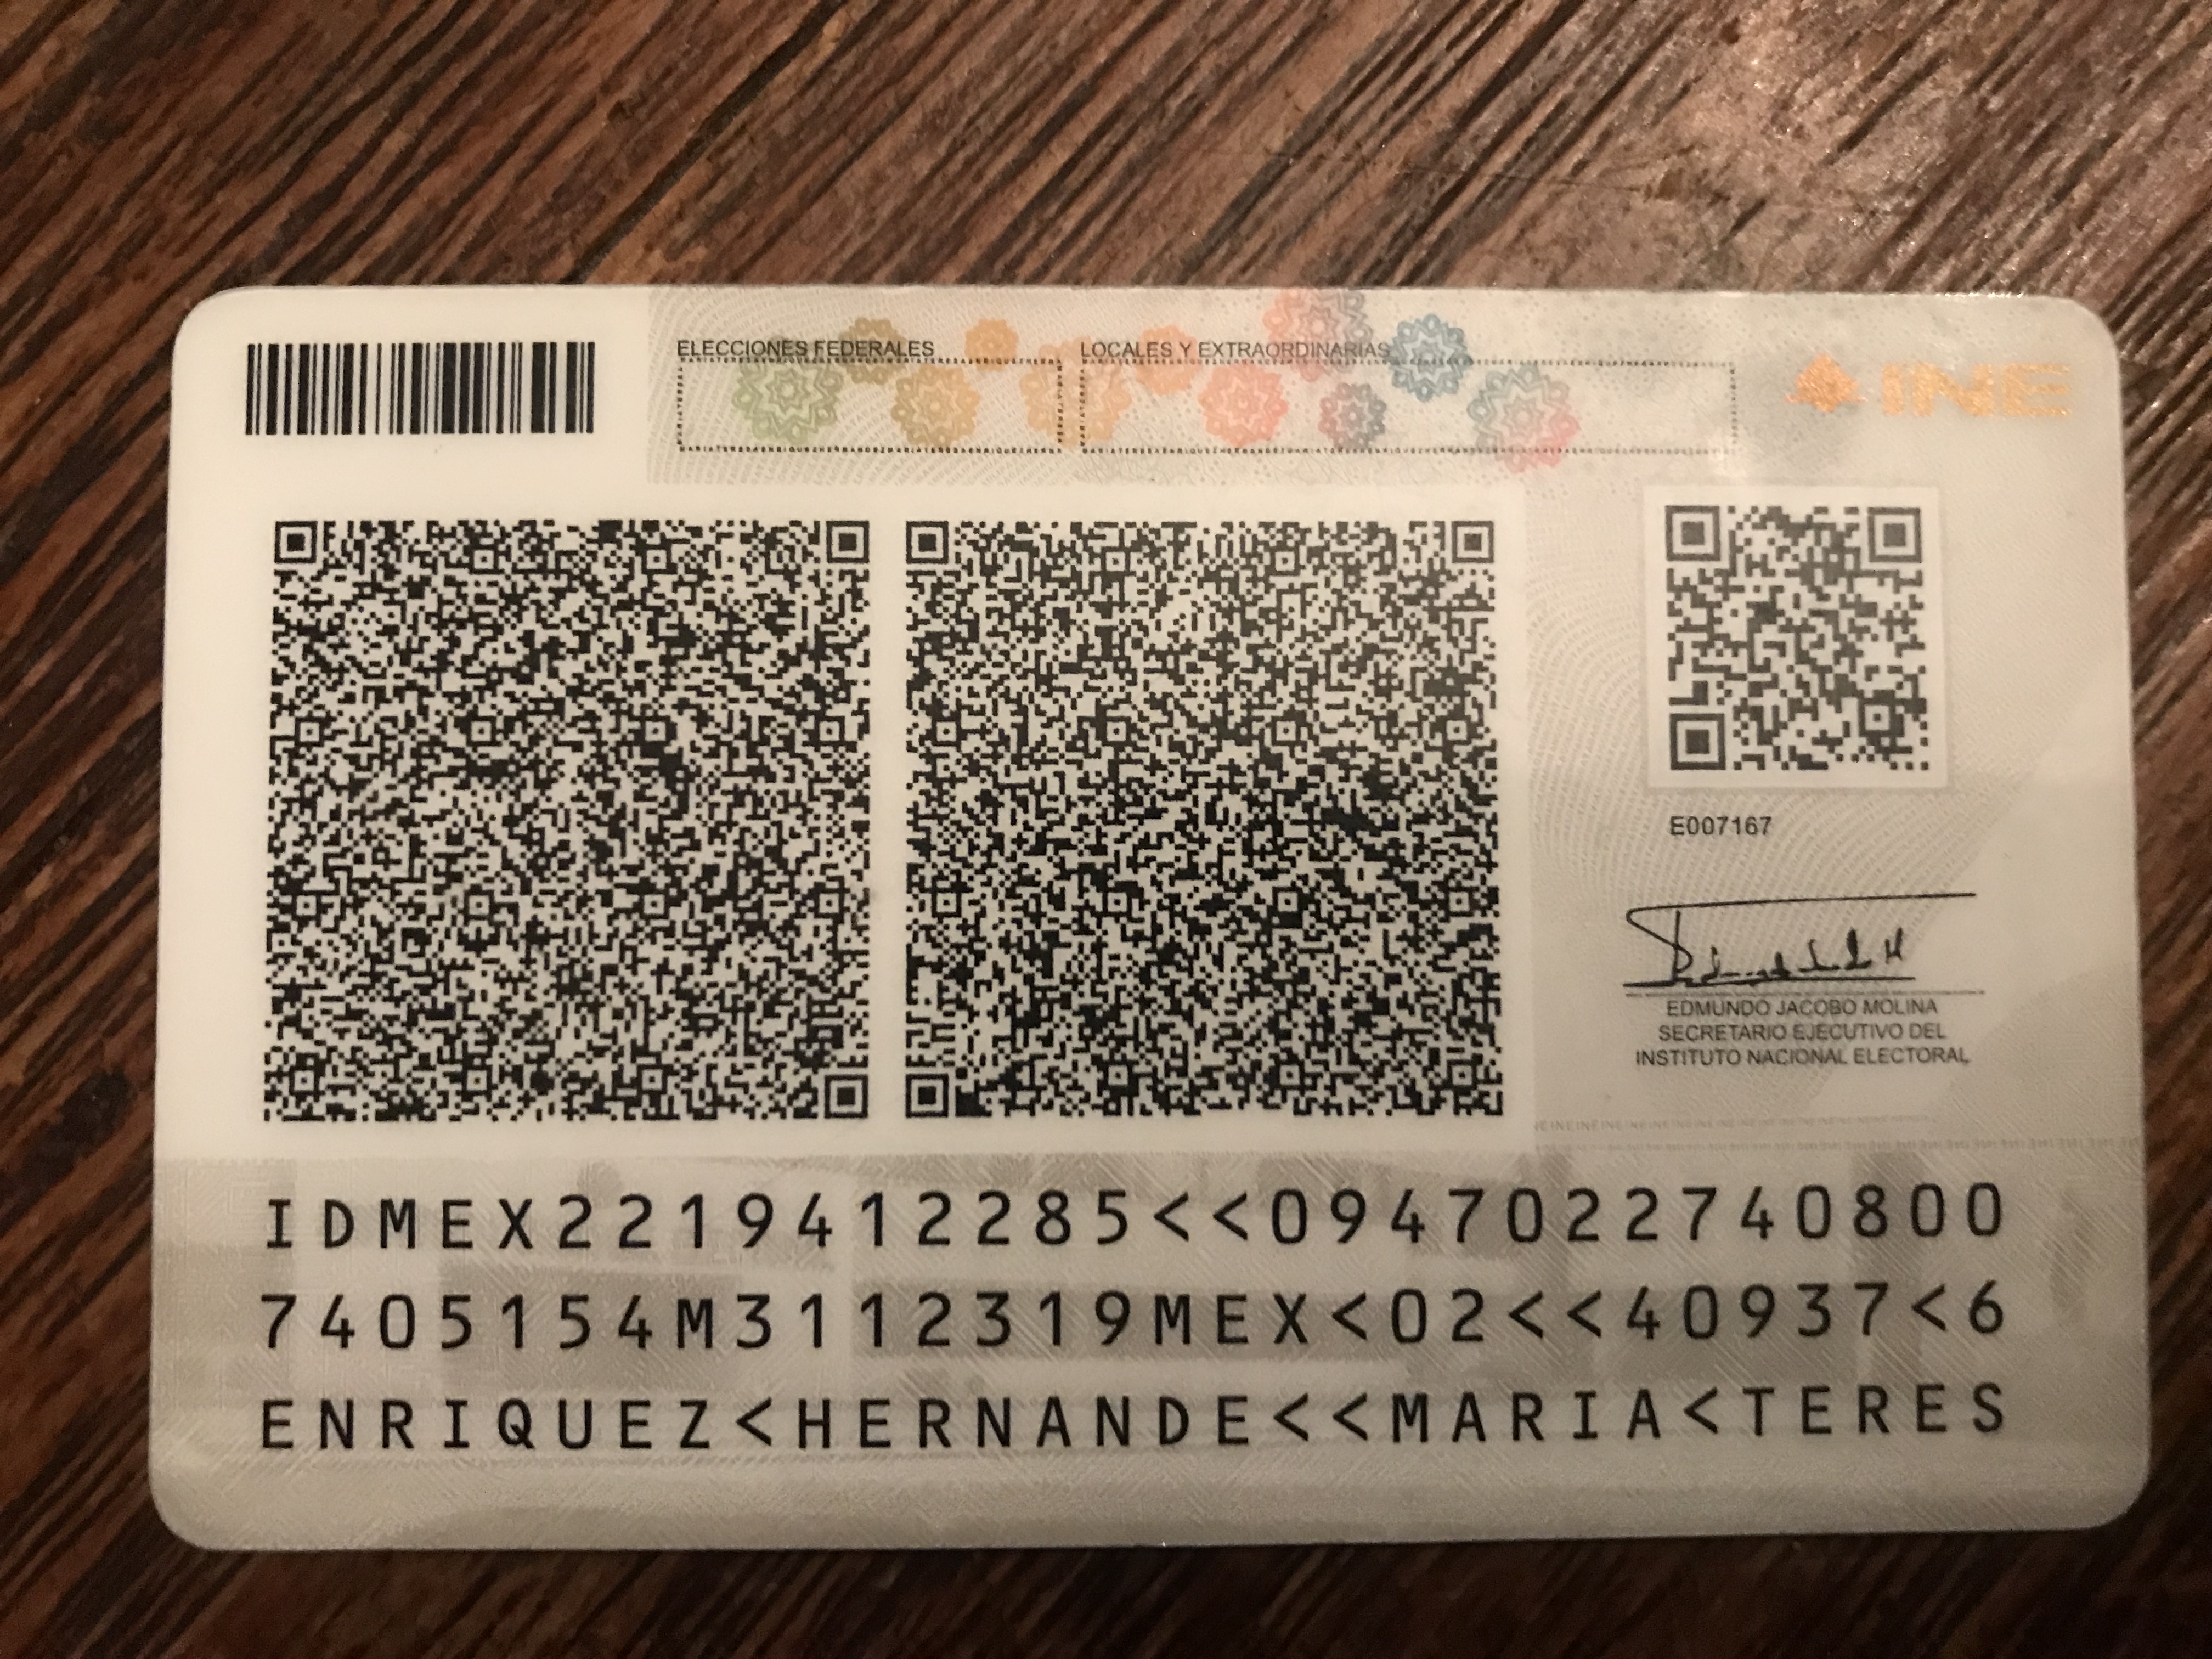 ELECCIONES FEDERALES
LOCALES Y EXTRAORDINARIAS
INE
E007167
EDMUNDO JACOBO MOLINA
SECRETARIO EJECUTIVO DEL
INSTITUTO NACIONAL ELECTORAL
IDMEX2219412285<<0947022740800
7405154M3112319MEX<02<<40937<6
ENRIQUEZ<HERNANDE<<MARIA<TERES